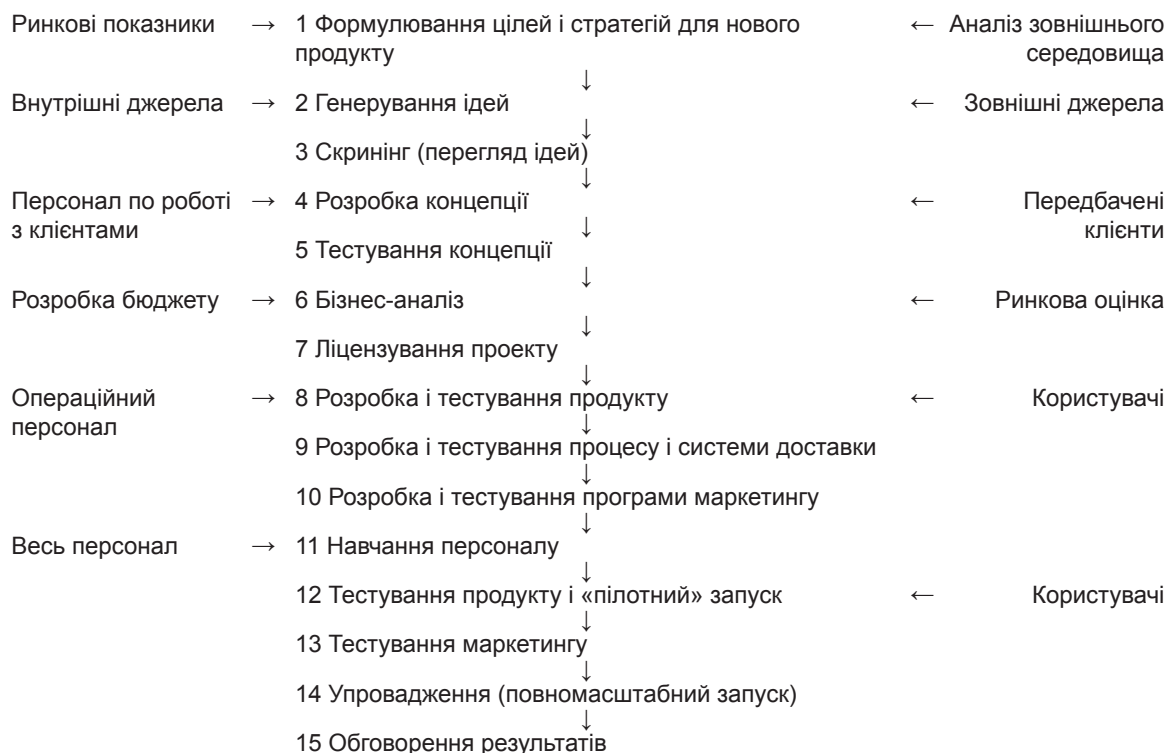 Ринкові показники → 1 Формулювання цілей і стратегій для нового ← Аналіз зовнішнього
продукту середовища
↓
Внутрішні джерела → 2 Генерування ідей ← Зовнішні джерела
↓
3 Скринінг (перегляд ідей)
↓
Персонал по роботі → 4 Розробка концепції ← Передбачені
з клієнтами ↓ клієнти
5 Тестування концепції
↓
Розробка бюджету → 6 Бізнес-аналіз ← Ринкова оцінка
↓
7 Ліцензування проекту
↓
Операційний → 8 Розробка і тестування продукту ← Користувачі
персонал ↓
9 Розробка і тестування процесу і системи доставки
↓
10 Розробка і тестування програми маркетингу
↓
Весь персонал → 11 Навчання персоналу
↓
12 Тестування продукту і «пілотний» запуск ← Користувачі
↓
13 Тестування маркетингу
↓
14 Упровадження (повномасштабний запуск)
↓
15 Обговорення результатів